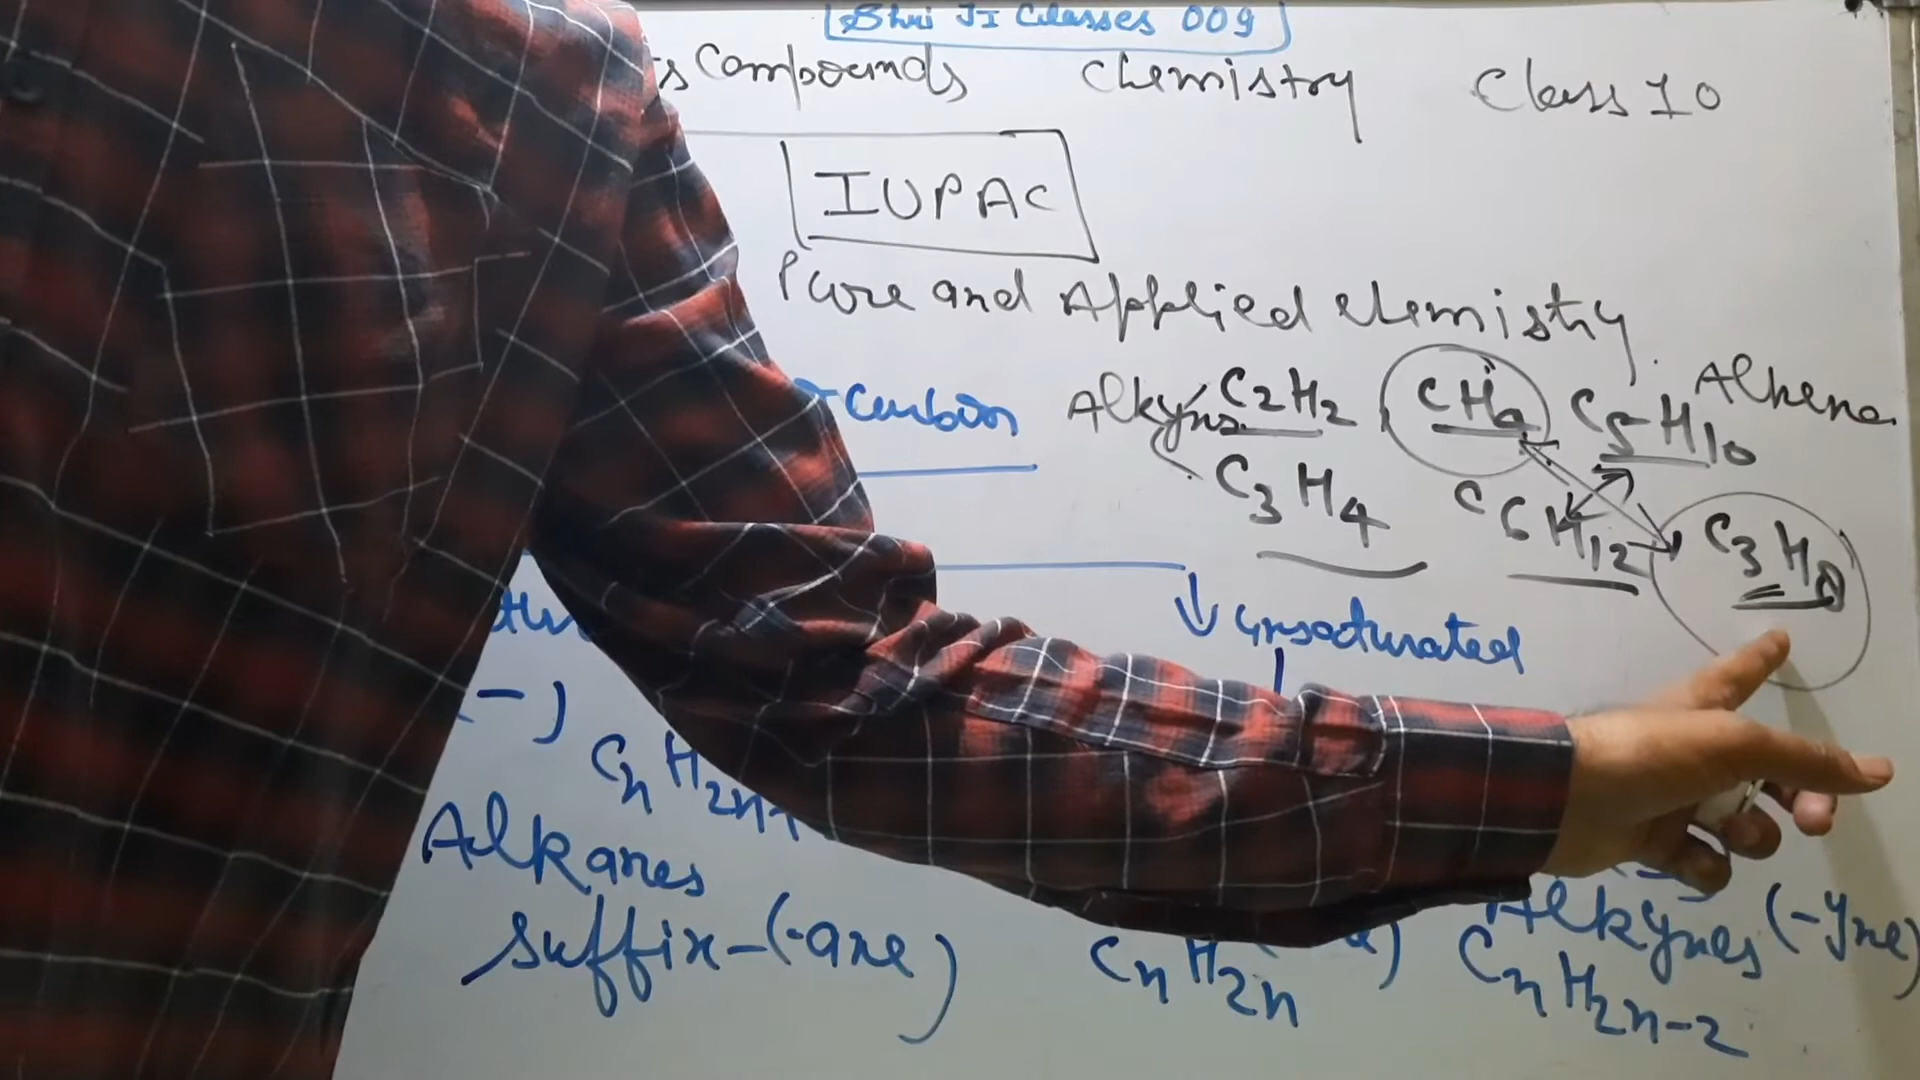 Shri JI Classes 009
s Compounds Chemistry Class 10
IUPAC
Pure and Applied Chemistry
Carbon
Alkyns C2H2 CH4 C5H10 Alkene
C3H4 C6H12 C3H8
unsaturated
(-)
CnH2n+
Alkanes
suffix-(-ane)
CnH2n
Alkynes (-yne)
CnH2n-2